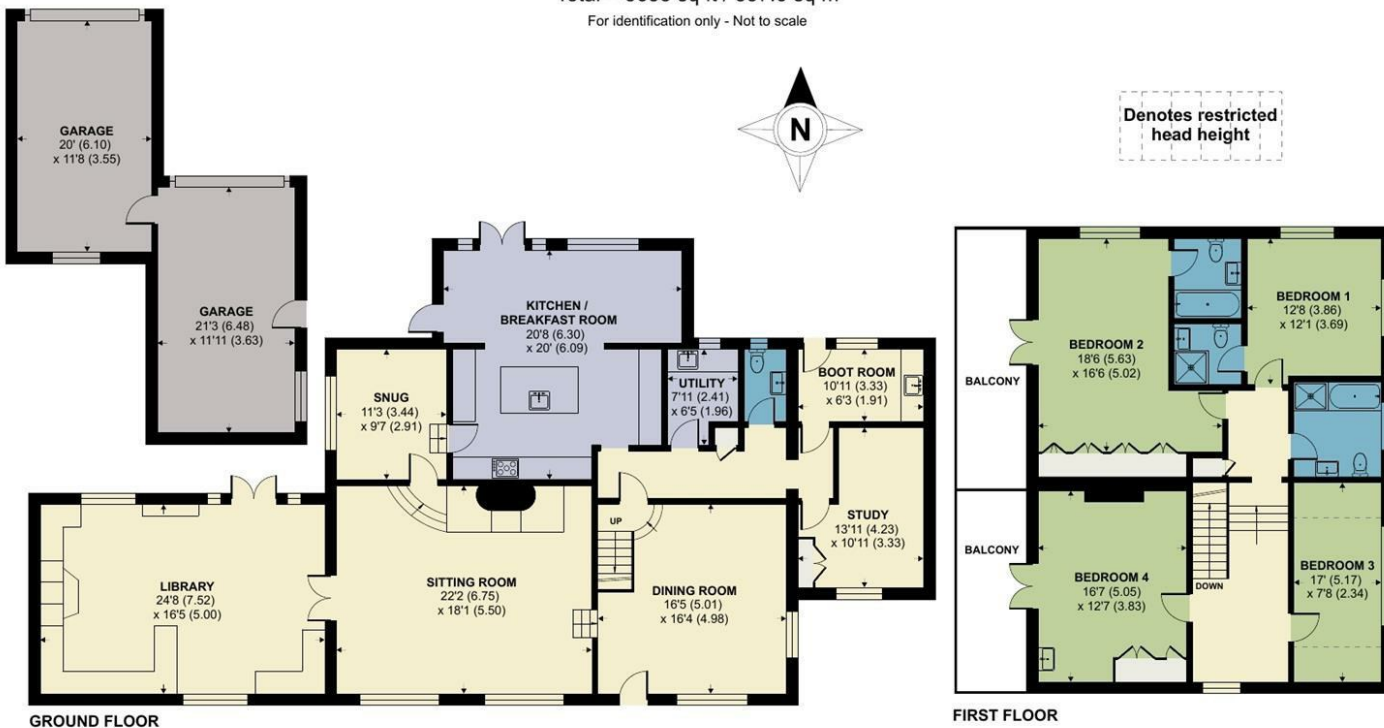 For identification only - Not to scale
GARAGE
20' (6.10)
x 11'8 (3.55)
N
Denotes restricted
head height
GARAGE
21'3 (6.48)
x 11'11 (3.63)
KITCHEN /
BREAKFAST ROOM
20'8 (6.30)
x 20' (6.09)
SNUG
11'3 (3.44)
x 9'7 (2.91)
UTILITY
7'11 (2.41)
x 6'5 (1.96)
BOOT ROOM
10'11 (3.33)
x 6'3 (1.91)
STUDY
13'11 (4.23)
x 10'11 (3.33)
UP
LIBRARY
24'8 (7.52)
x 16'5 (5.00)
SITTING ROOM
22'2 (6.75)
x 18'1 (5.50)
DINING ROOM
16'5 (5.01)
x 16'4 (4.98)
GROUND FLOOR
BALCONY
BEDROOM 2
18'6 (5.63)
x 16'6 (5.02)
BEDROOM 1
12'8 (3.86)
x 12'1 (3.69)
BALCONY
BEDROOM 4
16'7 (5.05)
x 12'7 (3.83)
DOWN
BEDROOM 3
17' (5.17)
x 7'8 (2.34)
FIRST FLOOR